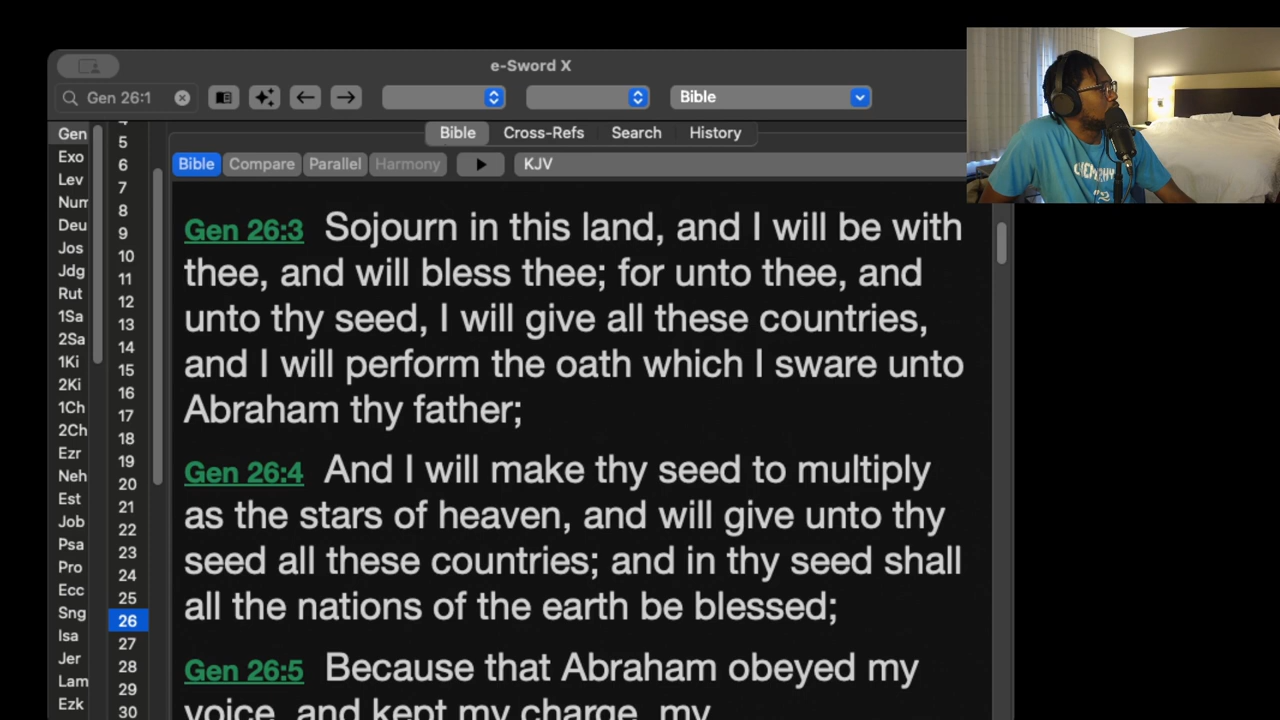 e-Sword X
Gen 26:1
Bible
Bible Cross-Refs Search History
Bible Compare Parallel Harmony KJV
Gen
Exo
Lev
Num
Deu
Jos
Jdg
Rut
1Sa
2Sa
1Ki
2Ki
1Ch
2Ch
Ezr
Neh
Est
Job
Psa
Pro
Ecc
Sng
Isa
Jer
Lam
Ezk
5
6
7
8
9
10
11
12
13
14
15
16
17
18
19
20
21
22
23
24
25
26
27
28
29
30
Gen 26:3 Sojourn in this land, and I will be with
thee, and will bless thee; for unto thee, and
unto thy seed, I will give all these countries,
and I will perform the oath which I sware unto
Abraham thy father;
Gen 26:4 And I will make thy seed to multiply
as the stars of heaven, and will give unto thy
seed all these countries; and in thy seed shall
all the nations of the earth be blessed;
Gen 26:5 Because that Abraham obeyed my
voice, and kept my charge, my